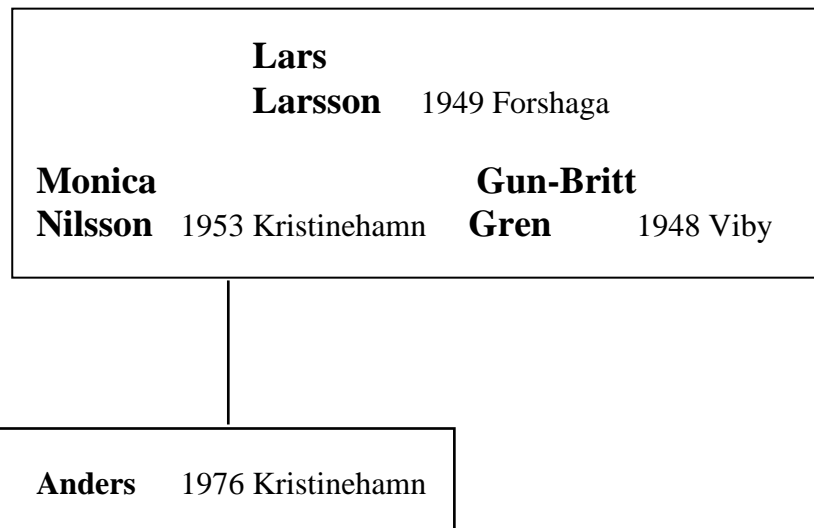 Lars
Larsson 1949 Forshaga
Monica Gun-Britt
Nilsson 1953 Kristinehamn Gren 1948 Viby
Anders 1976 Kristinehamn